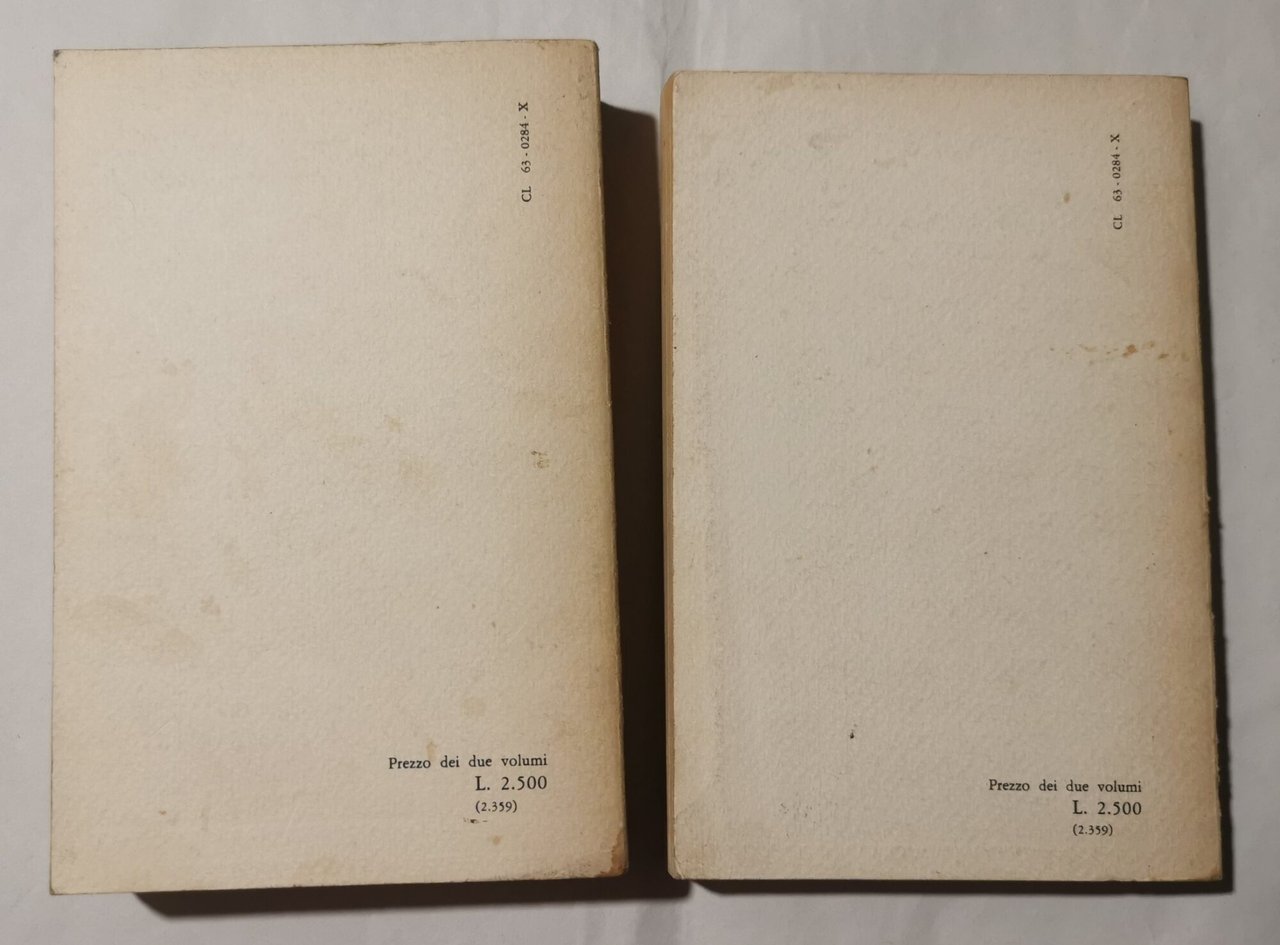 CL 63-0284-X
Prezzo dei due volumi
L. 2.500
(2.359)
CL 63-0284-X
Prezzo dei due volumi
L. 2.500
(2.359)